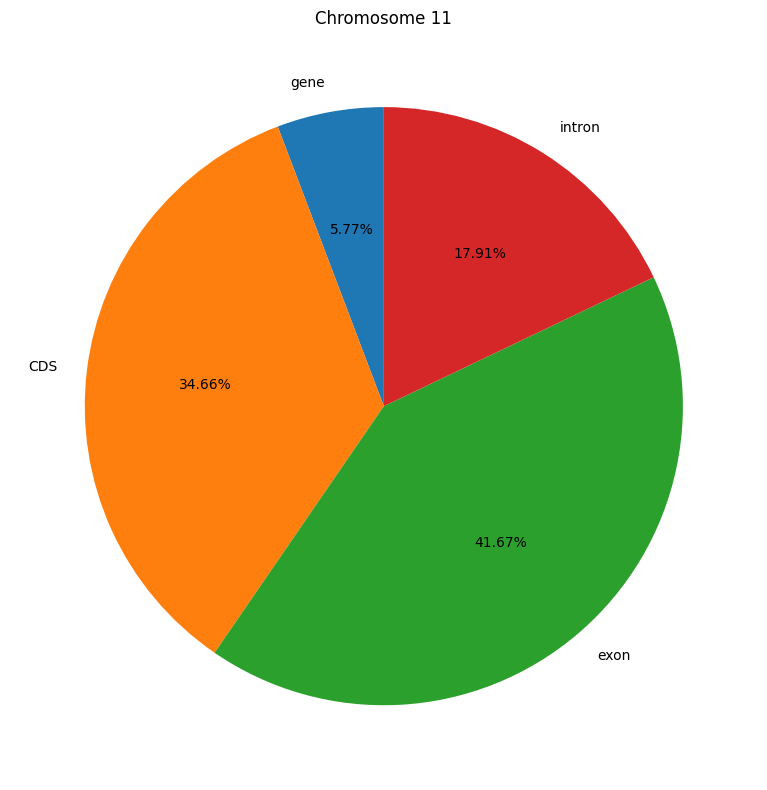 Chromosome 11
gene
intron
5.77%
17.91%
CDS
34.66%
41.67%
exon